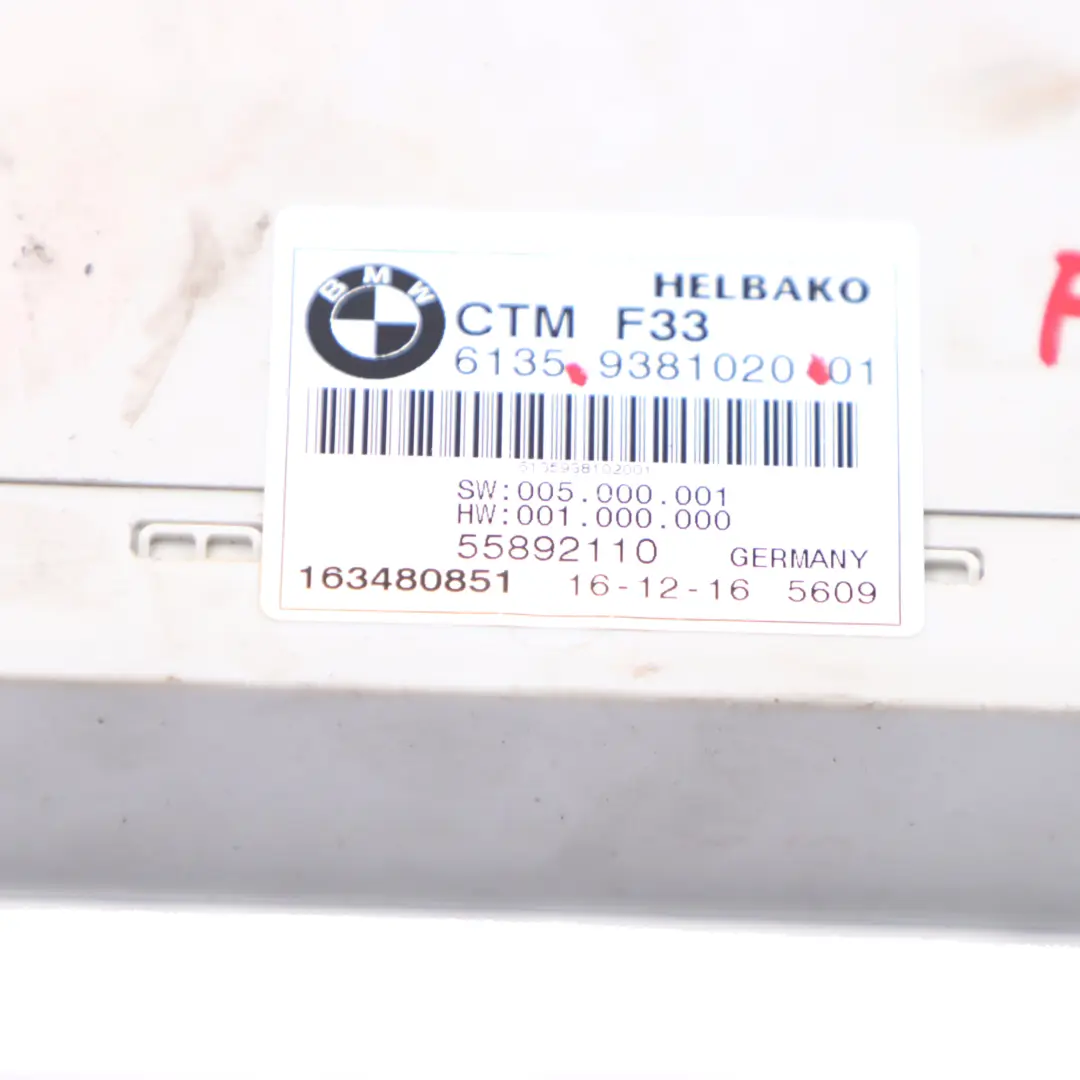 BMW
HELBAKO
CTM F33
6135 9381020 01
6135938102001
SW:005.000.001
HW:001.000.000
55892110 GERMANY
163480851 16-12-16 5609